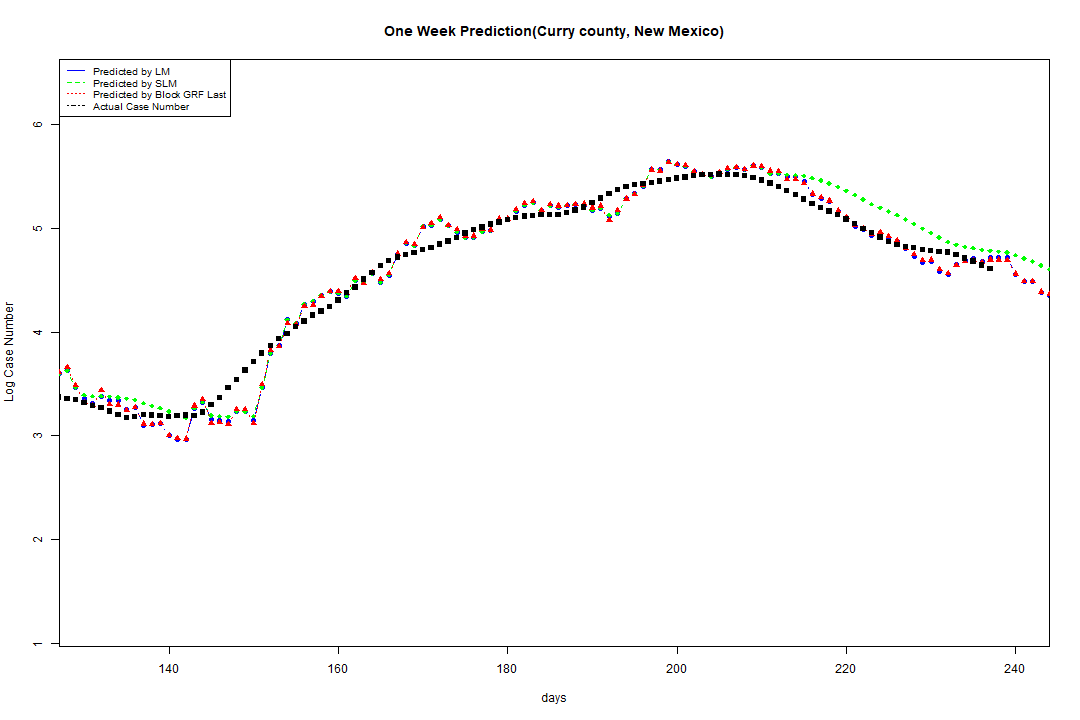 One Week Prediction(Curry county, New Mexico)
Predicted by LM
Predicted by SLM
Predicted by Block GRF Last
Actual Case Number
6
5
4
3
2
1
Log Case Number
140 160 180 200 220 240
days